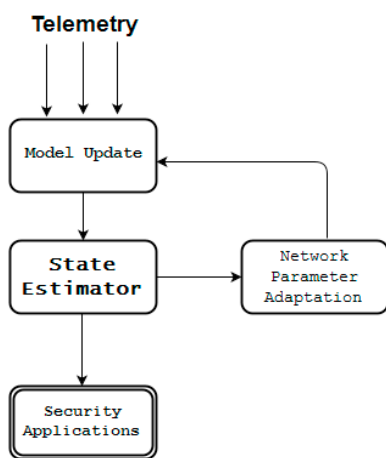 Telemetry
Model Update
State
Estimator
Network
Parameter
Adaptation
Security
Applications